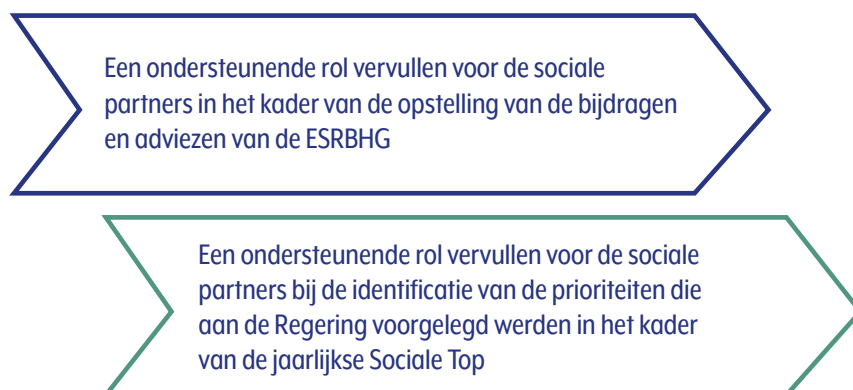 Een ondersteunende rol vervullen voor de sociale
partners in het kader van de opstelling van de bijdragen
en adviezen van de ESRBHG
Een ondersteunende rol vervullen voor de sociale
partners bij de identificatie van de prioriteiten die
aan de Regering voorgelegd werden in het kader
van de jaarlijkse Sociale Top